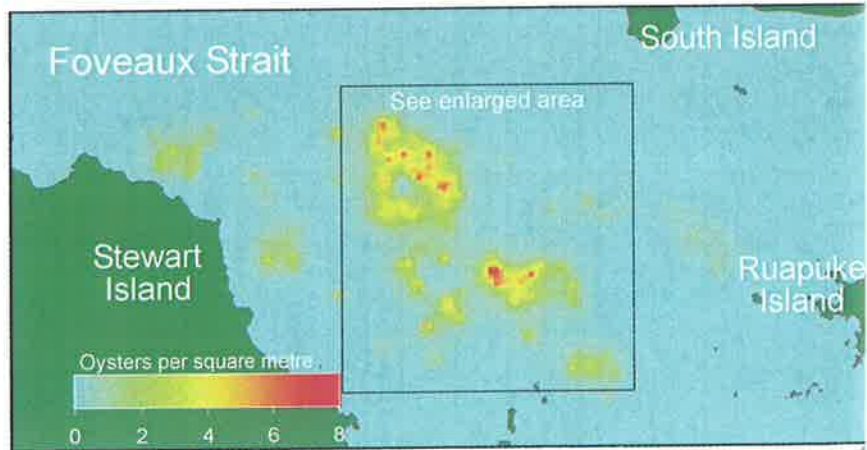 South Island
Foveaux Strait
See enlarged area
Stewart
Island
Ruapuke
Island
Oysters per square metre
0 2 4 6 8